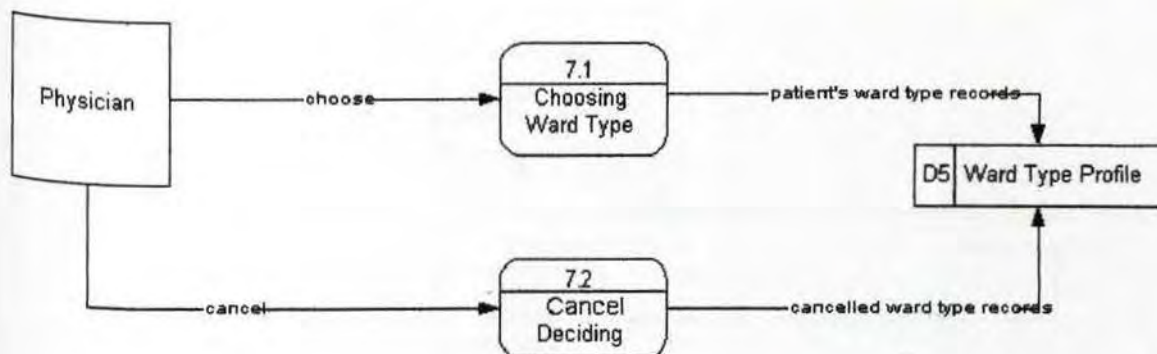 7.1
Physician
choose
Choosing
Ward Type
patient's ward type records
D5 Ward Type Profile
7.2
cancel
Cancel
Deciding
cancelled ward type records